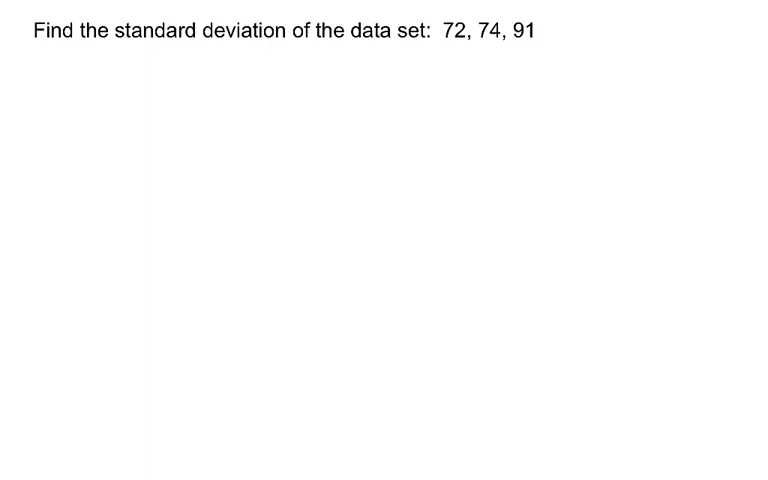 Find the standard deviation of the data set:  72, 74, 91